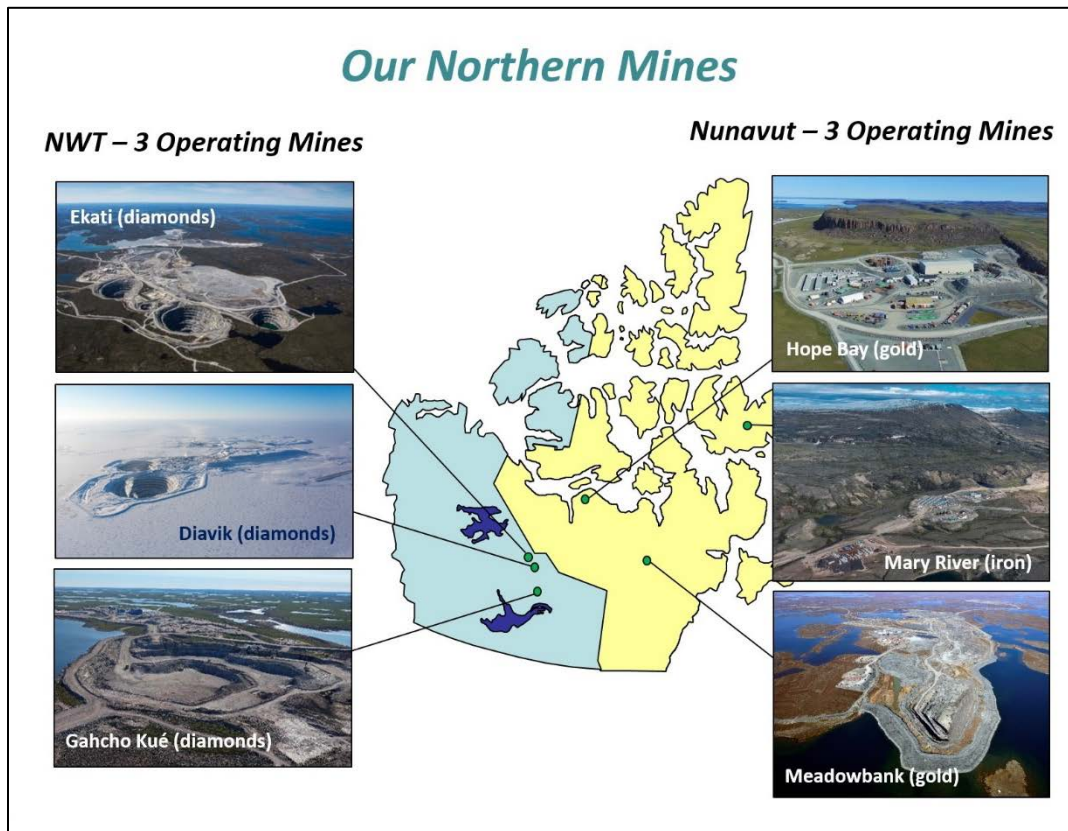 Our Northern Mines
NWT – 3 Operating Mines
Nunavut – 3 Operating Mines
Ekati (diamonds)
Diavik (diamonds)
Gahcho Kué (diamonds)
Hope Bay (gold)
Mary River (iron)
Meadowbank (gold)